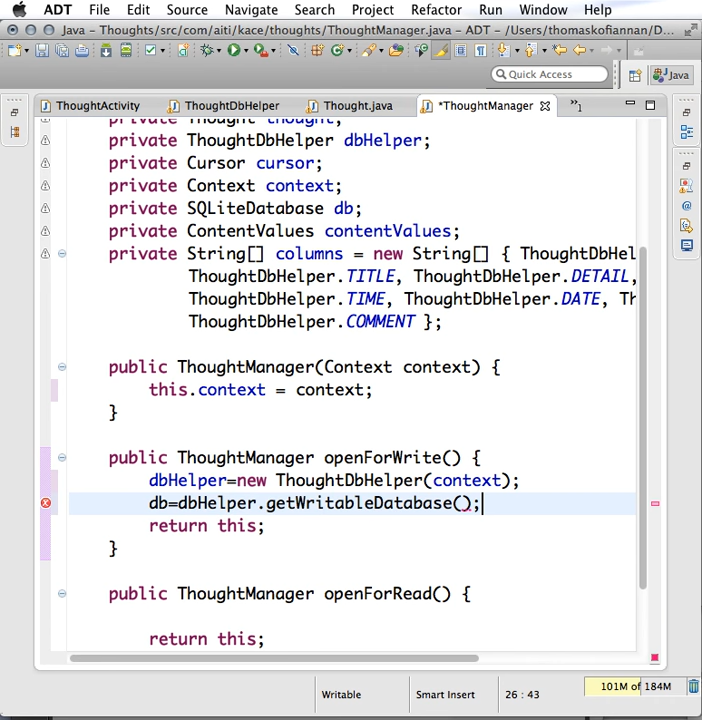 ADT File Edit Source Navigate Search Project Refactor Run Window Help
Java – Thoughts/src/com/aiti/kace/thoughts/ThoughtManager.java – ADT – /Users/thomaskofiannan/D...
Quick Access
Java
ThoughtActivity ThoughtDbHelper Thought.java *ThoughtManager »1
private Thought thought;
private ThoughtDbHelper dbHelper;
private Cursor cursor;
private Context context;
private SQLiteDatabase db;
private ContentValues contentValues;
private String[] columns = new String[] { ThoughtDbHel
ThoughtDbHelper.TITLE, ThoughtDbHelper.DETAIL,
ThoughtDbHelper.TIME, ThoughtDbHelper.DATE, Th
ThoughtDbHelper.COMMENT };
public ThoughtManager(Context context) {
this.context = context;
}
public ThoughtManager openForWrite() {
dbHelper=new ThoughtDbHelper(context);
db=dbHelper.getWritableDatabase();
return this;
}
public ThoughtManager openForRead() {
return this;
Writable Smart Insert 26 : 43 101M of 184M